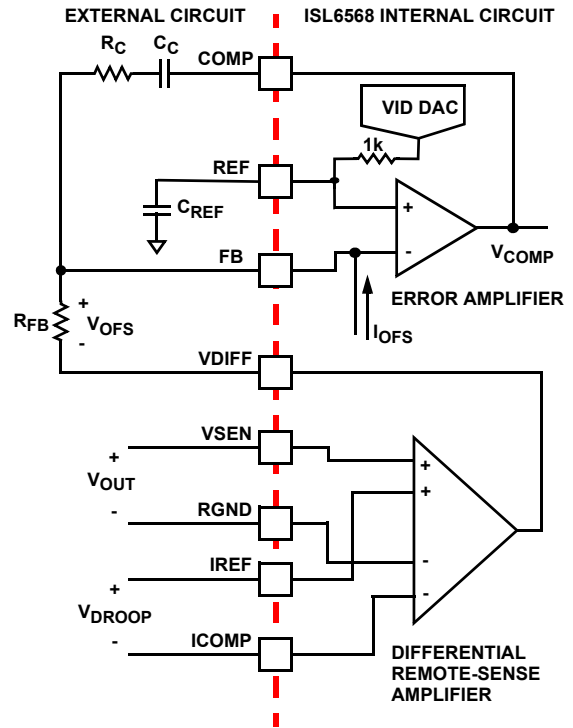 EXTERNAL CIRCUIT
ISL6568 INTERNAL CIRCUIT
RC
CC
COMP
VID DAC
1k
REF
CREF
+
-
VCOMP
FB
ERROR AMPLIFIER
IOFS
RFB
+
VOFS
-
VDIFF
VSEN
+
VOUT
-
RGND
+
+
-
-
IREF
+
VDROOP
-
ICOMP
DIFFERENTIAL
REMOTE-SENSE
AMPLIFIER